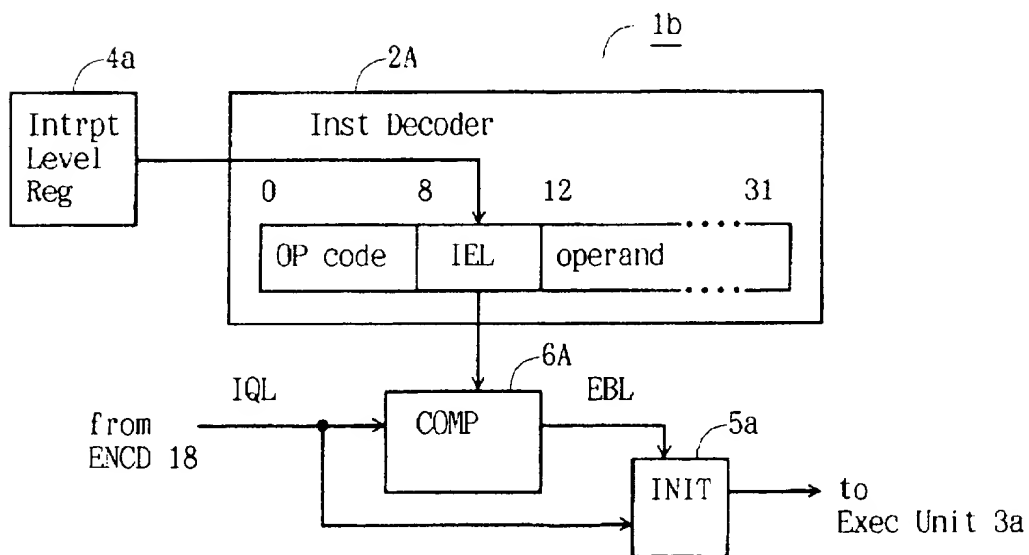 1b
4a
2A
Intrpt
Level
Reg
Inst Decoder
0 8 12 31
OP code IEL operand
6A
IQL
EBL
from
ENCD 18
COMP
5a
INIT
to
Exec Unit 3a